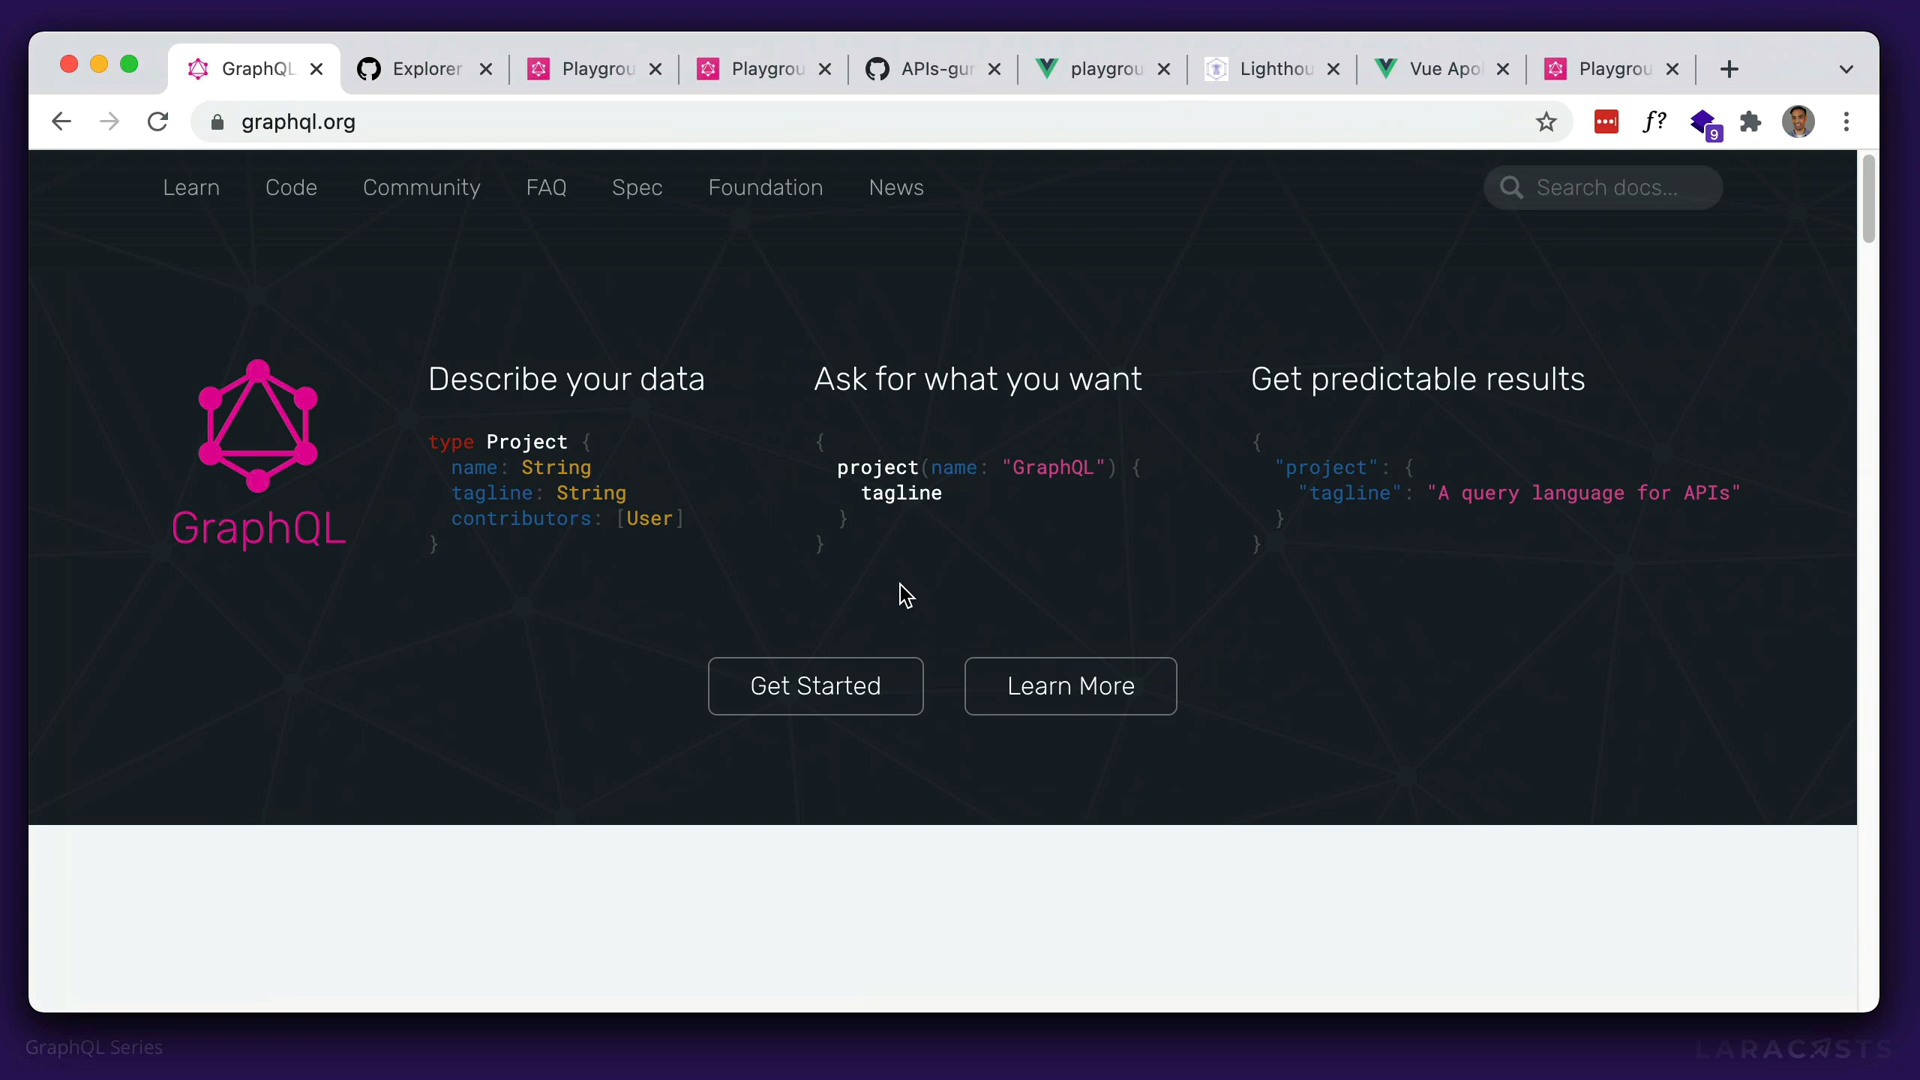 GraphQL
Explorer
Playgrou
Playgrou
APIs-gur
playgrou
Lighthou
Vue Apol
Playgrou
graphql.org
f?
9
Learn Code Community FAQ Spec Foundation News
Search docs...
GraphQL
Describe your data
type Project {
name: String
tagline: String
contributors: [User]
}
Ask for what you want
{
project(name: "GraphQL") {
tagline
}
}
Get predictable results
{
"project": {
"tagline": "A query language for APIs"
}
}
Get Started
Learn More
GraphQL Series
LARACASTS